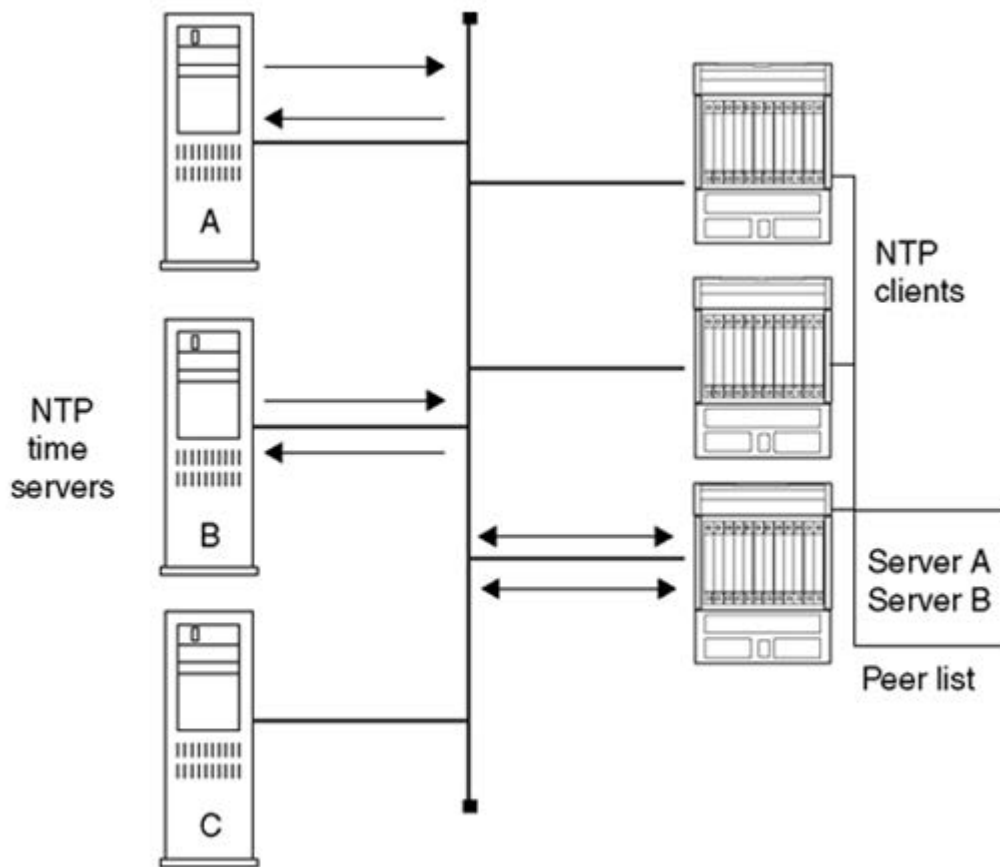 A
NTP
clients
NTP
time
servers
B
Server A
Server B
Peer list
C